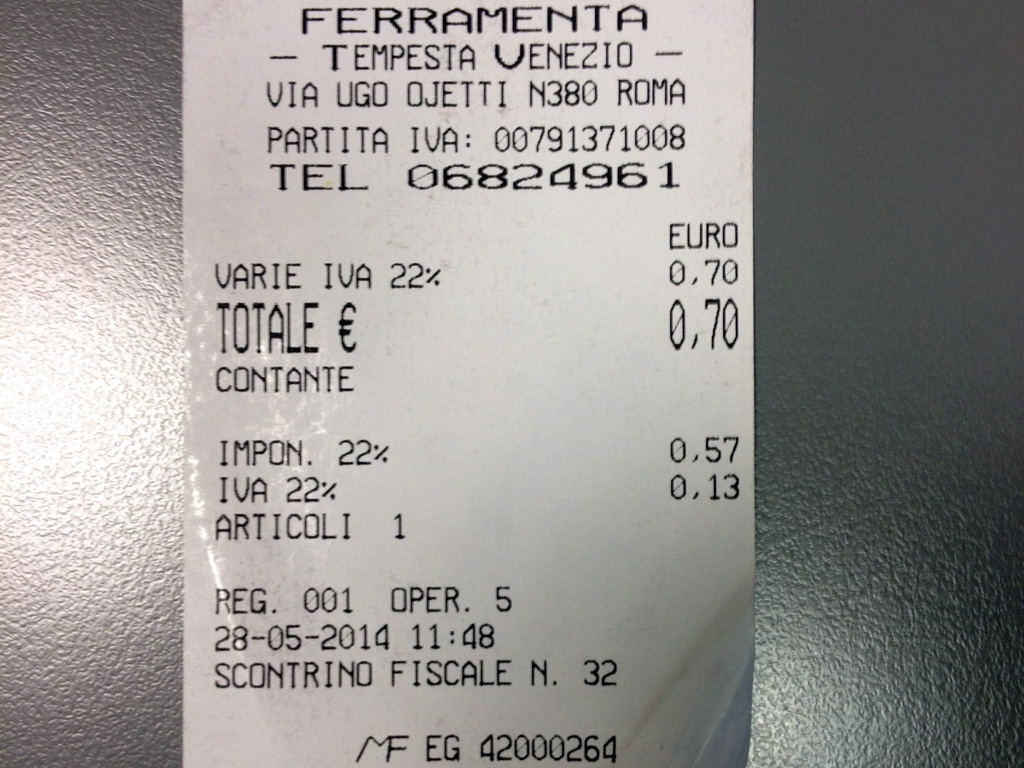 FERRAMENTA
— TEMPESTA VENEZIO —
VIA UGO OJETTI N380 ROMA
PARTITA IVA: 00791371008
TEL 06824961
EURO
VARIE IVA 22% 0,70
TOTALE € 0,70
CONTANTE
IMPON. 22% 0,57
IVA 22% 0,13
ARTICOLI 1
REG. 001 OPER. 5
28-05-2014 11:48
SCONTRINO FISCALE N. 32
MF EG 42000264